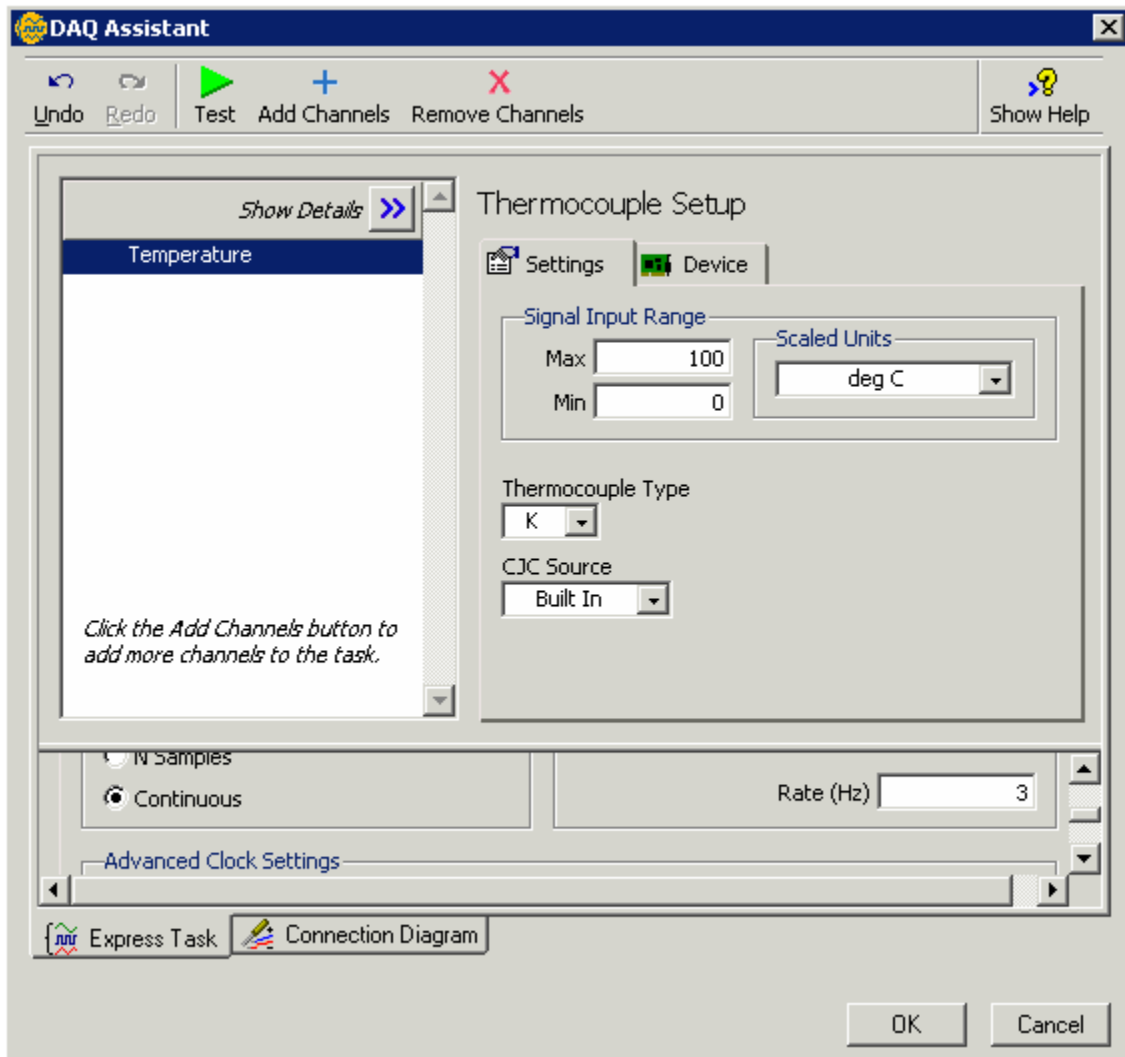 DAQ Assistant
Undo Redo Test Add Channels Remove Channels Show Help
Show Details
Temperature
Click the Add Channels button to
add more channels to the task.
Thermocouple Setup
Settings Device
Signal Input Range
Max 100
Min 0
Scaled Units
deg C
Thermocouple Type
K
CJC Source
Built In
N Samples
Continuous
Rate (Hz) 3
Advanced Clock Settings
Express Task Connection Diagram
OK Cancel